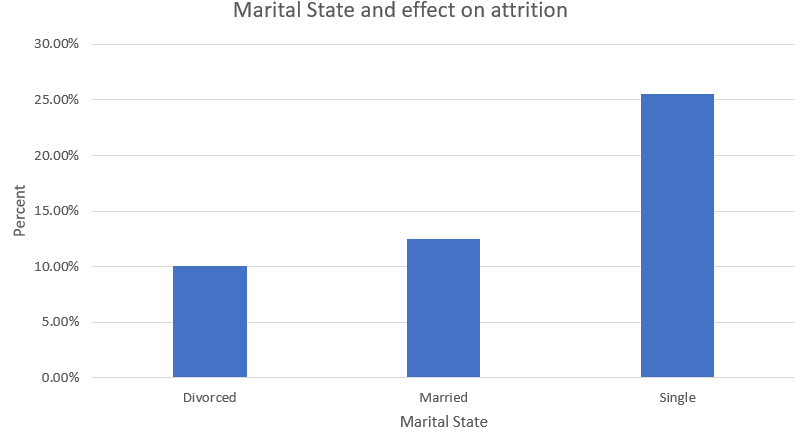 Marital State and effect on attrition
30.00%
25.00%
20.00%
15.00%
10.00%
5.00%
0.00%
Percent
Divorced
Married
Single
Marital State